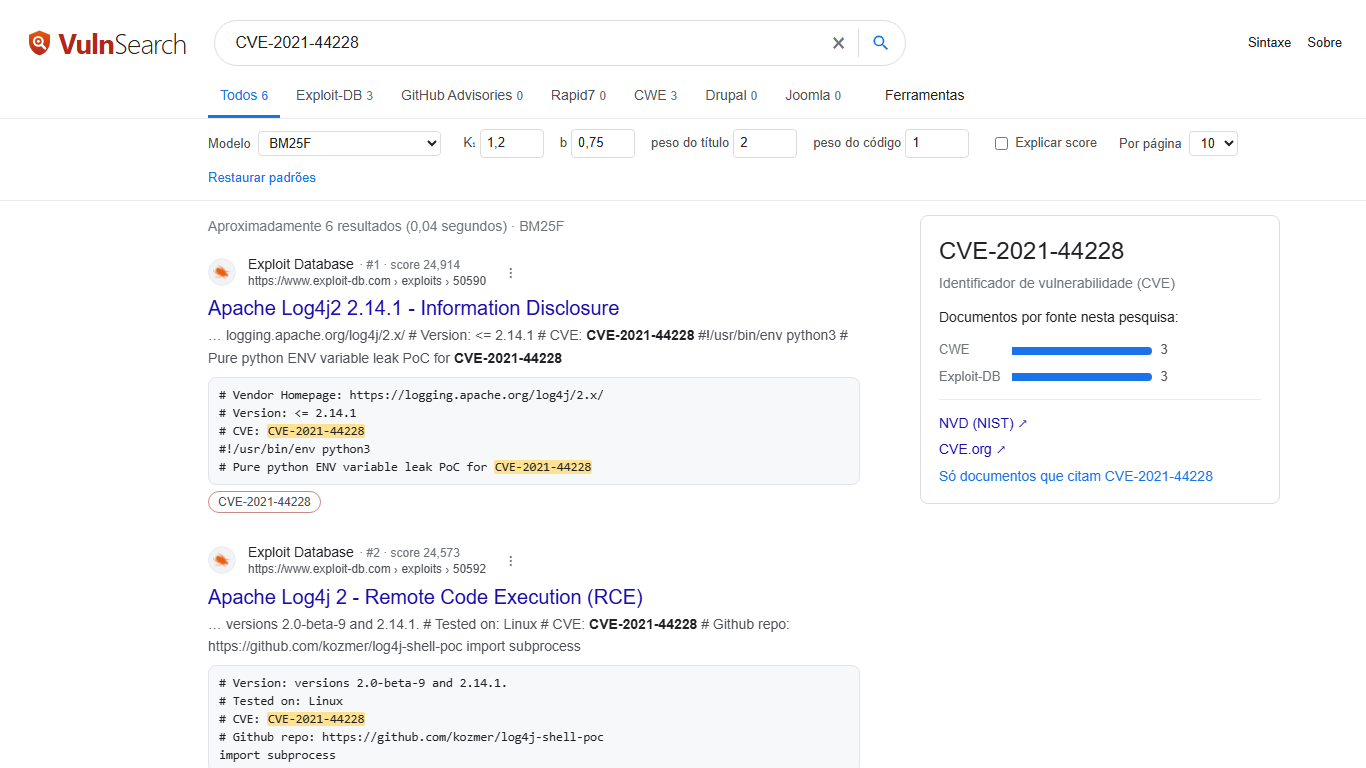 VulnSearch
CVE-2021-44228
Sintaxe Sobre
Todos 6 Exploit-DB 3 GitHub Advisories 0 Rapid7 0 CWE 3 Drupal 0 Joomla 0 Ferramentas
Modelo BM25F K₁ 1,2 b 0,75 peso do título 2 peso do código 1 Explicar score Por página 10
Restaurar padrões
Aproximadamente 6 resultados (0,04 segundos) · BM25F
Exploit Database · #1 · score 24,914
https://www.exploit-db.com › exploits › 50590
Apache Log4j2 2.14.1 - Information Disclosure
… logging.apache.org/log4j/2.x/ # Version: <= 2.14.1 # CVE: CVE-2021-44228 #!/usr/bin/env python3 #
Pure python ENV variable leak PoC for CVE-2021-44228
# Vendor Homepage: https://logging.apache.org/log4j/2.x/
# Version: <= 2.14.1
# CVE: CVE-2021-44228
#!/usr/bin/env python3
# Pure python ENV variable leak PoC for CVE-2021-44228
CVE-2021-44228
Exploit Database · #2 · score 24,573
https://www.exploit-db.com › exploits › 50592
Apache Log4j 2 - Remote Code Execution (RCE)
… versions 2.0-beta-9 and 2.14.1. # Tested on: Linux # CVE: CVE-2021-44228 # Github repo:
https://github.com/kozmer/log4j-shell-poc import subprocess
# Version: versions 2.0-beta-9 and 2.14.1.
# Tested on: Linux
# CVE: CVE-2021-44228
# Github repo: https://github.com/kozmer/log4j-shell-poc
import subprocess
CVE-2021-44228
Identificador de vulnerabilidade (CVE)
Documentos por fonte nesta pesquisa:
CWE 3
Exploit-DB 3
NVD (NIST) ↗
CVE.org ↗
Só documentos que citam CVE-2021-44228